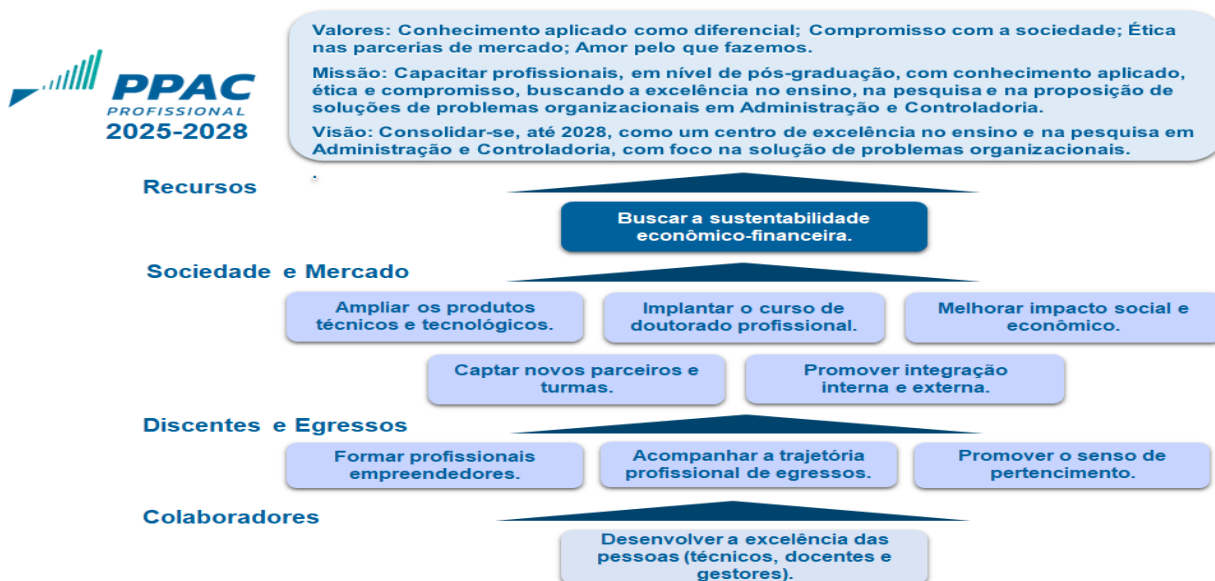 Valores: Conhecimento aplicado como diferencial; Compromisso com a sociedade; Ética
nas parcerias de mercado; Amor pelo que fazemos.
Missão: Capacitar profissionais, em nível de pós-graduação, com conhecimento aplicado,
ética e compromisso, buscando a excelência no ensino, na pesquisa e na proposição de
soluções de problemas organizacionais em Administração e Controladoria.
Visão: Consolidar-se, até 2028, como um centro de excelência no ensino e na pesquisa em
Administração e Controladoria, com foco na solução de problemas organizacionais.
.
PPAC
PROFISSIONAL
2025-2028
Recursos
Buscar a sustentabilidade
econômico-financeira.
Sociedade e Mercado
Ampliar os produtos
técnicos e tecnológicos.
Implantar o curso de
doutorado profissional.
Melhorar impacto social e
econômico.
Captar novos parceiros e
turmas.
Promover integração
interna e externa.
Discentes e Egressos
Formar profissionais
empreendedores.
Acompanhar a trajetória
profissional de egressos.
Promover o senso de
pertencimento.
Colaboradores
Desenvolver a excelência das
pessoas (técnicos, docentes e
gestores).